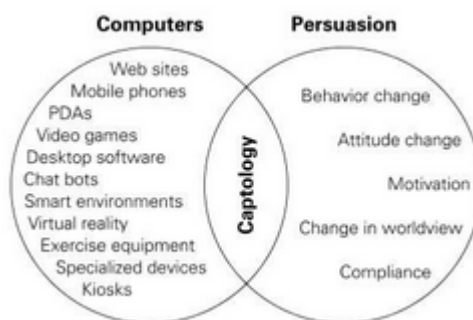 Computers
Persuasion
Web sites
Mobile phones
PDAs
Video games
Desktop software
Chat bots
Smart environments
Virtual reality
Exercise equipment
Specialized devices
Kiosks
Captology
Behavior change
Attitude change
Motivation
Change in worldview
Compliance